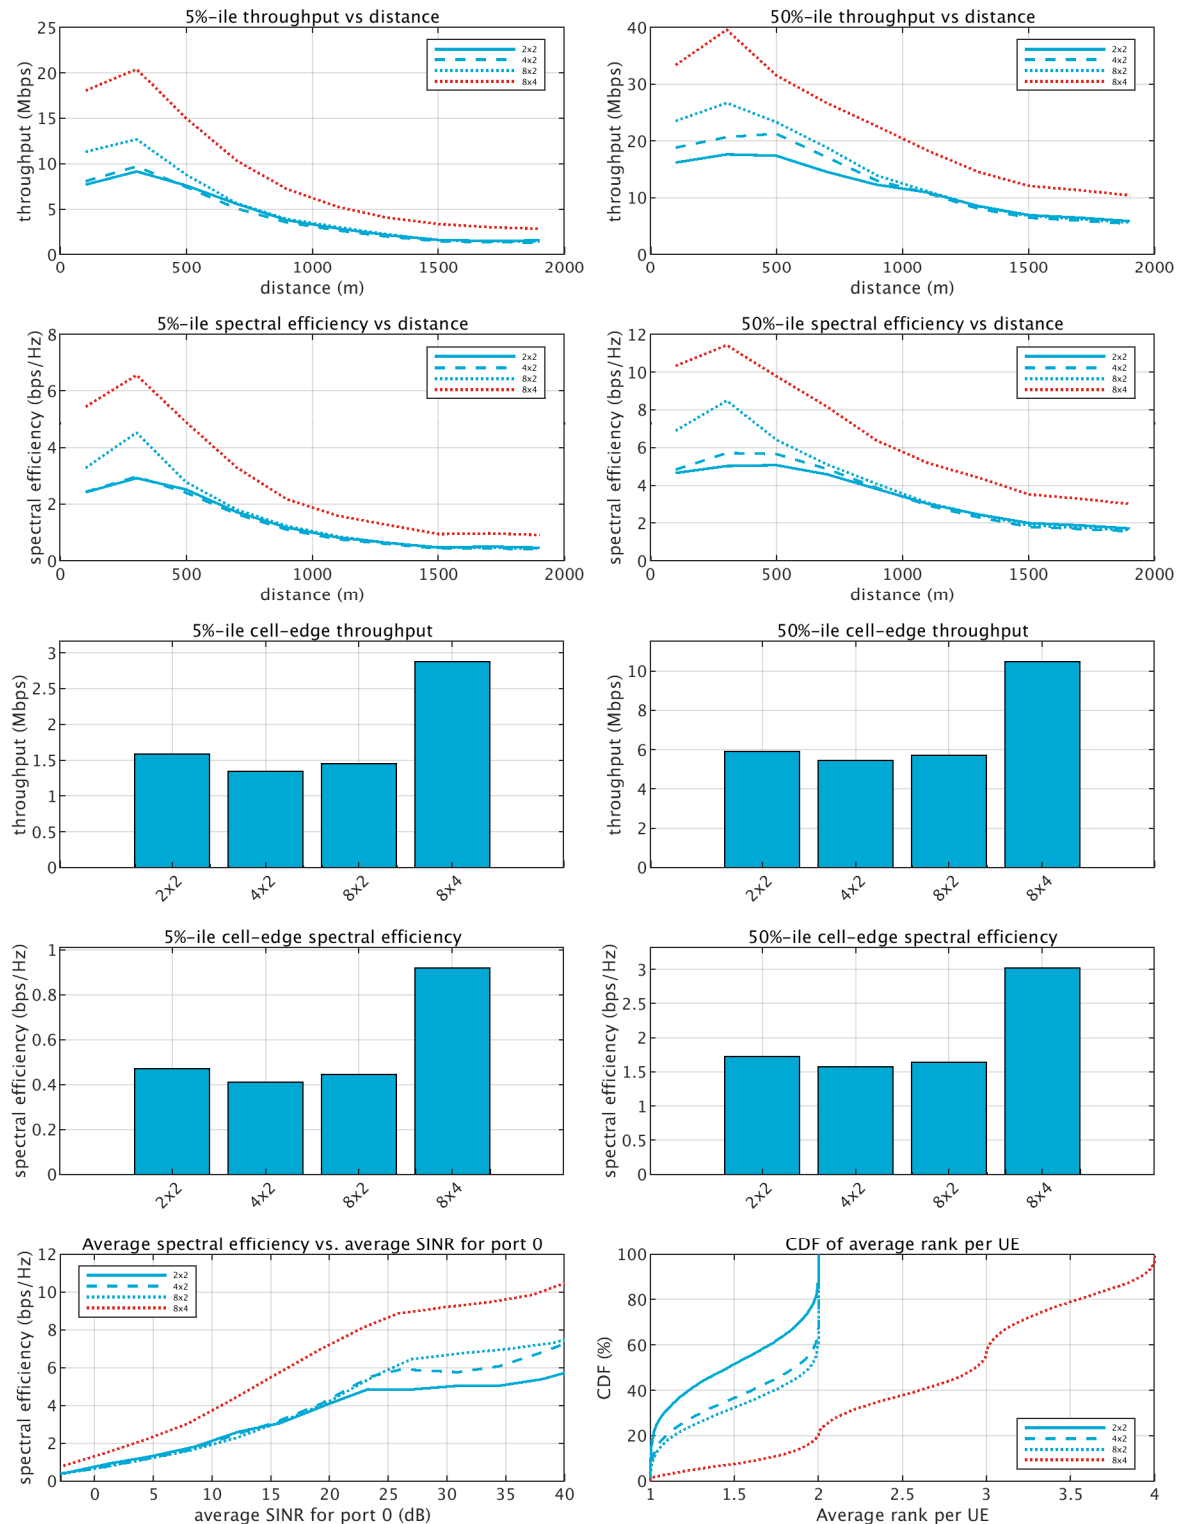 5%-ile throughput vs distance
throughput (Mbps)
25
20
15
10
5
0
0 500 1000 1500 2000
distance (m)
2x2
4x2
8x2
8x4
50%-ile throughput vs distance
throughput (Mbps)
40
30
20
10
0
0 500 1000 1500 2000
distance (m)
2x2
4x2
8x2
8x4
5%-ile spectral efficiency vs distance
spectral efficiency (bps/Hz)
8
6
4
2
0
0 500 1000 1500 2000
distance (m)
2x2
4x2
8x2
8x4
50%-ile spectral efficiency vs distance
spectral efficiency (bps/Hz)
12
10
8
6
4
2
0
0 500 1000 1500 2000
distance (m)
2x2
4x2
8x2
8x4
5%-ile cell-edge throughput
throughput (Mbps)
3
2.5
2
1.5
1
0.5
0
2x2 4x2 8x2 8x4
50%-ile cell-edge throughput
throughput (Mbps)
10
8
6
4
2
0
2x2 4x2 8x2 8x4
5%-ile cell-edge spectral efficiency
spectral efficiency (bps/Hz)
1
0.8
0.6
0.4
0.2
0
2x2 4x2 8x2 8x4
50%-ile cell-edge spectral efficiency
spectral efficiency (bps/Hz)
3
2.5
2
1.5
1
0.5
0
2x2 4x2 8x2 8x4
Average spectral efficiency vs. average SINR for port 0
spectral efficiency (bps/Hz)
12
10
8
6
4
2
0
0 5 10 15 20 25 30 35 40
average SINR for port 0 (dB)
2x2
4x2
8x2
8x4
CDF of average rank per UE
CDF (%)
100
80
60
40
20
0
1 1.5 2 2.5 3 3.5 4
Average rank per UE
2x2
4x2
8x2
8x4